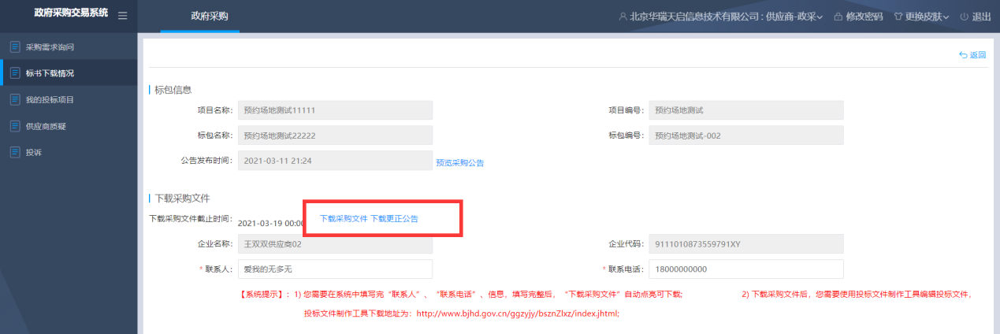 政府采购交易系统
政府采购
北京华瑞天启信息技术有限公司 : 供应商-政采
修改密码
更换皮肤
退出
采购需求询问
标书下载情况
我的投标项目
供应商质疑
投诉
返回
标包信息
项目名称: 预约场地测试11111 项目编号: 预约场地测试
标包名称: 预约场地测试22222 标包编号: 预约场地测试-002
公告发布时间: 2021-03-11 21:24 预览采购公告
下载采购文件
下载采购文件截止时间: 2021-03-19 00:00 下载采购文件 下载更正公告
企业名称: 王双双供应商02 企业代码: 9111010873559791XY
* 联系人: 爱我的无多无 * 联系电话: 18000000000
【系统提示】: 1) 您需要在系统中填写完“联系人”、“联系电话”、信息，填写完整后，“下载采购文件”自动点亮可下载; 2) 下载采购文件后，您需要使用投标文件制作工具编辑投标文件，
投标文件制作工具下载地址为: http://www.bjhd.gov.cn/ggzyjy/bsznZlxz/index.jhtml;